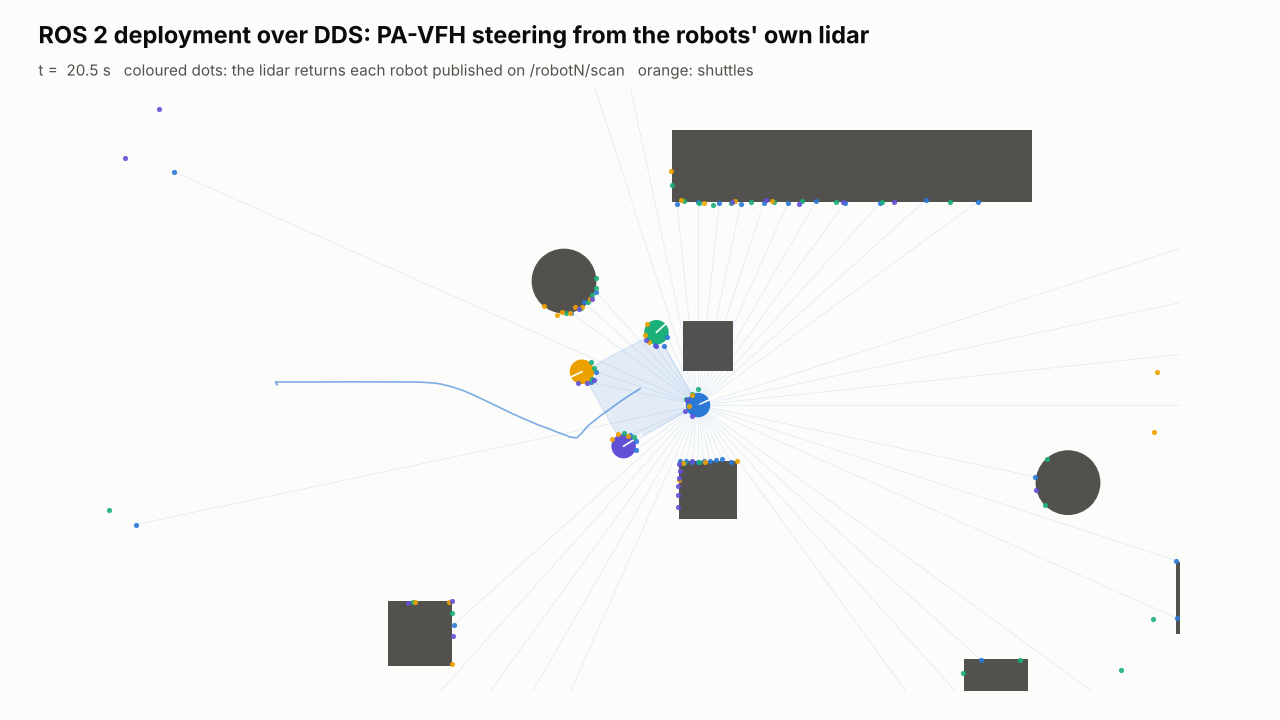 ROS 2 deployment over DDS: PA-VFH steering from the robots' own lidar
t =  20.5 s   coloured dots: the lidar returns each robot published on /robotN/scan   orange: shuttles